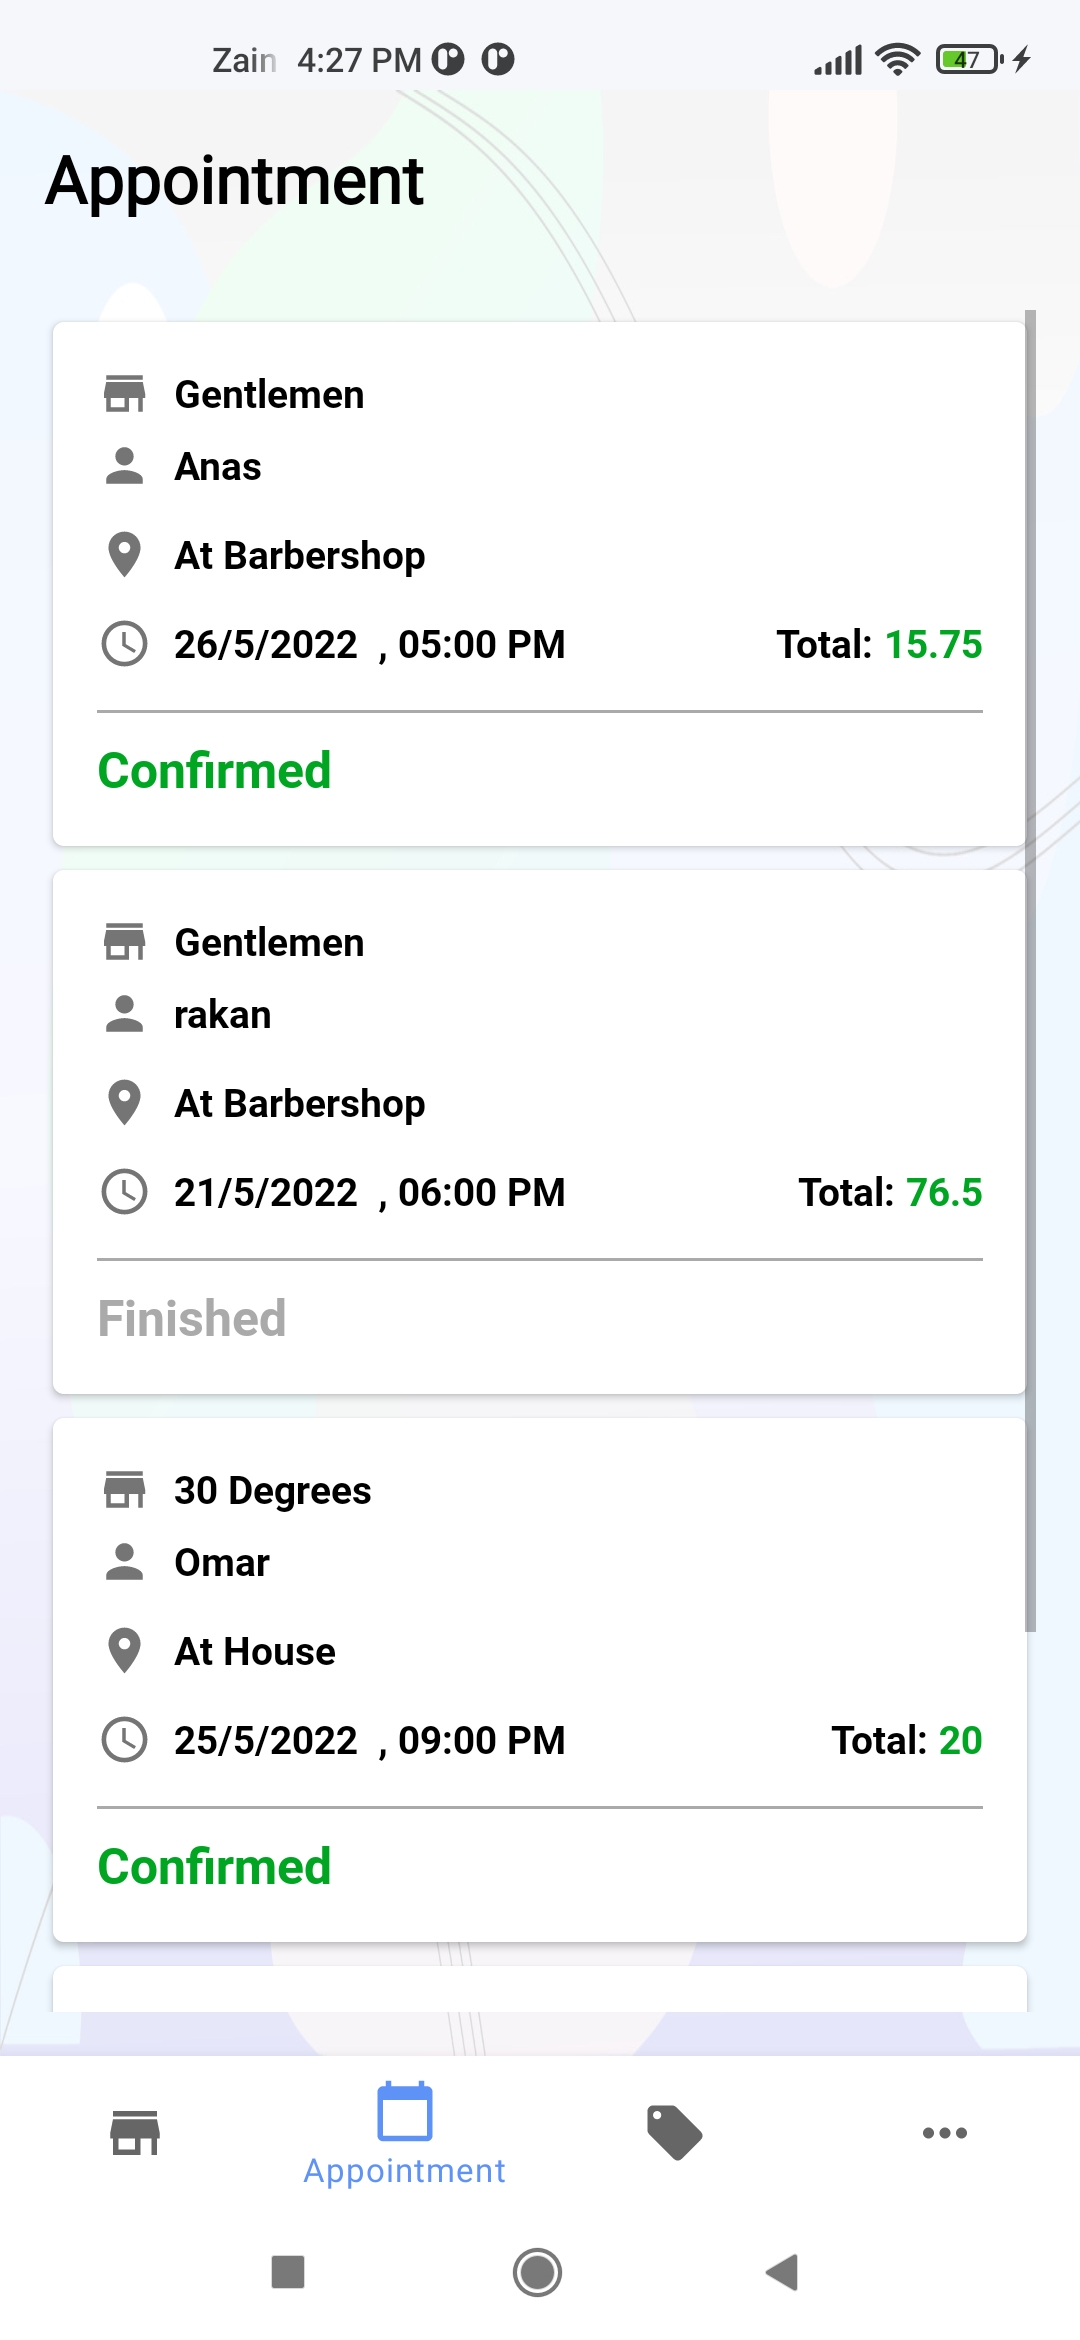 Zain 4:27 PM 47
Appointment
Gentlemen
Anas
At Barbershop
26/5/2022 , 05:00 PM Total: 15.75
Confirmed
Gentlemen
rakan
At Barbershop
21/5/2022 , 06:00 PM Total: 76.5
Finished
30 Degrees
Omar
At House
25/5/2022 , 09:00 PM Total: 20
Confirmed
Appointment